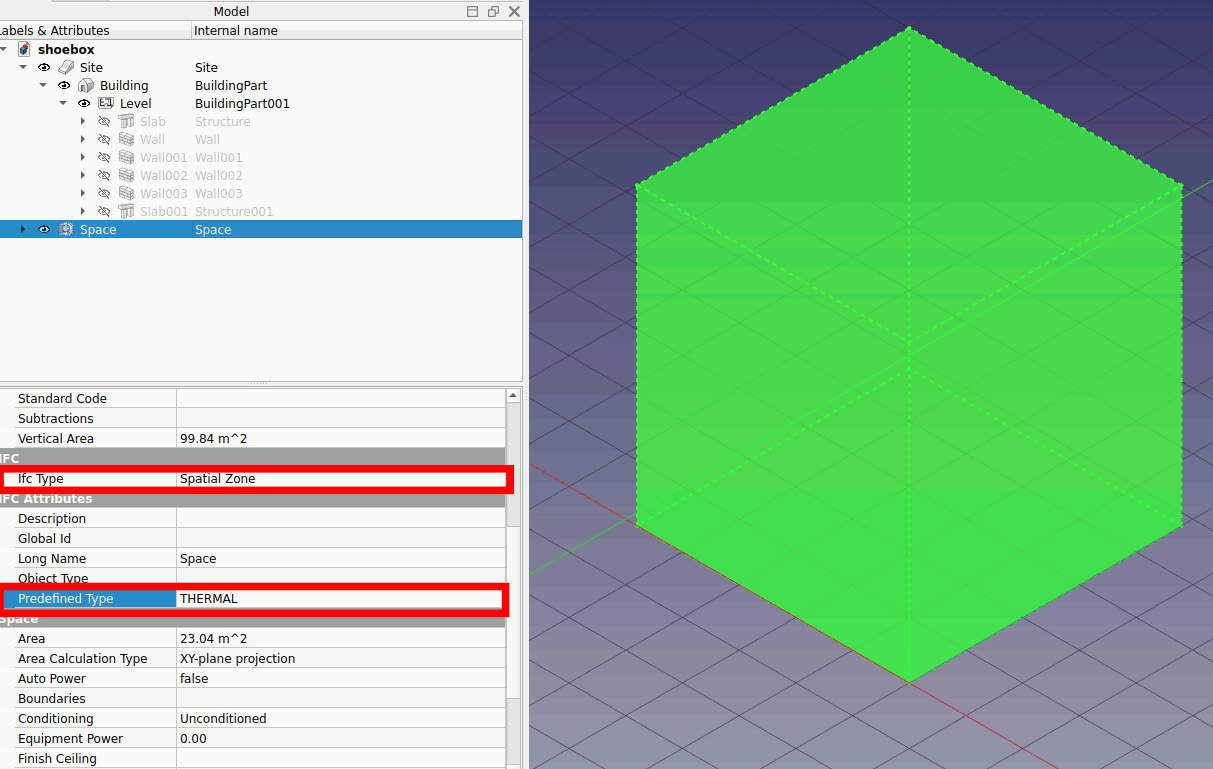 Model
Labels & Attributes Internal name
shoebox
Site Site
Building BuildingPart
Level BuildingPart001
Slab Structure
Wall Wall
Wall001 Wall001
Wall002 Wall002
Wall003 Wall003
Slab001 Structure001
Space Space
Standard Code
Subtractions
Vertical Area 99.84 m^2
IFC
Ifc Type Spatial Zone
IFC Attributes
Description
Global Id
Long Name Space
Object Type
Predefined Type THERMAL
Space
Area 23.04 m^2
Area Calculation Type XY-plane projection
Auto Power false
Boundaries
Conditioning Unconditioned
Equipment Power 0.00
Finish Ceiling